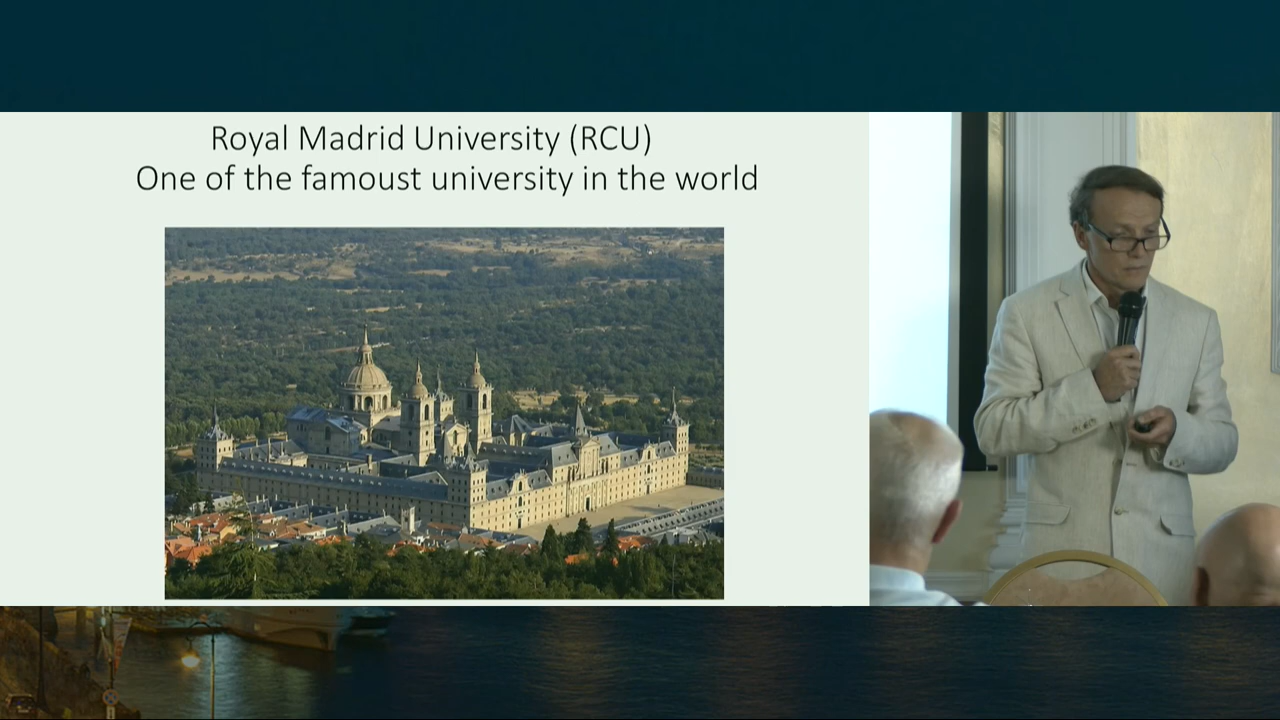 Royal Madrid University (RCU)
One of the famoust university in the world